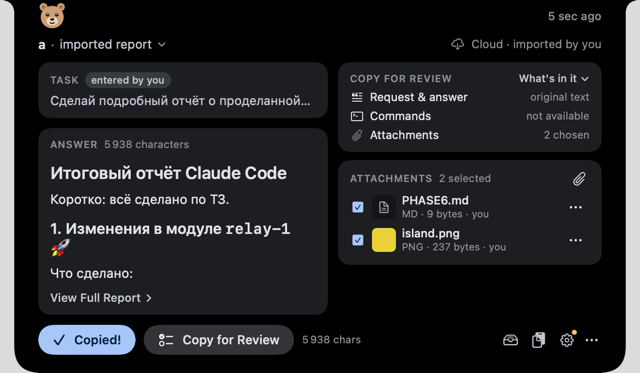 5 sec ago
a · imported report
Cloud · imported by you
TASK entered by you
Сделай подробный отчёт о проделанной...
ANSWER 5 938 characters
Итоговый отчёт Claude Code
Коротко: всё сделано по ТЗ.
1. Изменения в модуле relay-1
🚀
Что сделано:
View Full Report
COPY FOR REVIEW What's in it
Request & answer original text
Commands not available
Attachments 2 chosen
ATTACHMENTS 2 selected
PHASE6.md
MD · 9 bytes · you
island.png
PNG · 237 bytes · you
Copied!
Copy for Review
5 938 chars